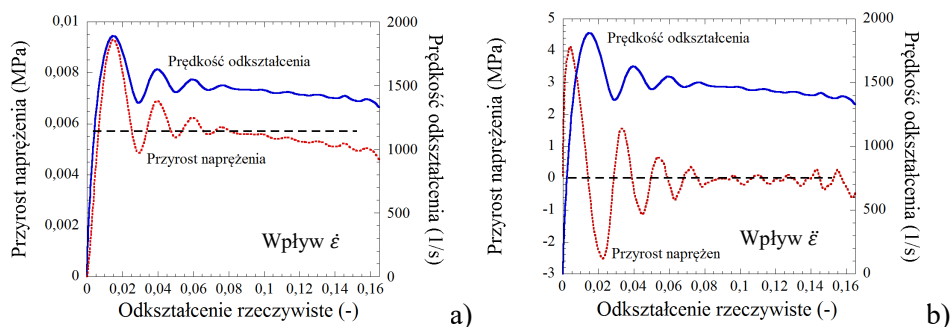 Przyrost naprężenia (MPa)
0,01
0,008
0,006
0,004
0,002
0
Prędkość odkształcenia
Przyrost naprężenia
Wpływ ε̇
2000
1500
1000
500
0
Prędkość odkształcenia (1/s)
0 0,02 0,04 0,06 0,08 0,1 0,12 0,14 0,16
Odkształcenie rzeczywiste (-)
a)
Przyrost naprężenia (MPa)
5
4
3
2
1
0
-1
-2
-3
Prędkość odkształcenia
Przyrost naprężen
Wpływ ε̈
2000
1500
1000
500
0
Prędkość odkształcenia (1/s)
0 0,02 0,04 0,06 0,08 0,1 0,12 0,14 0,16
Odkształcenie rzeczywiste (-)
b)